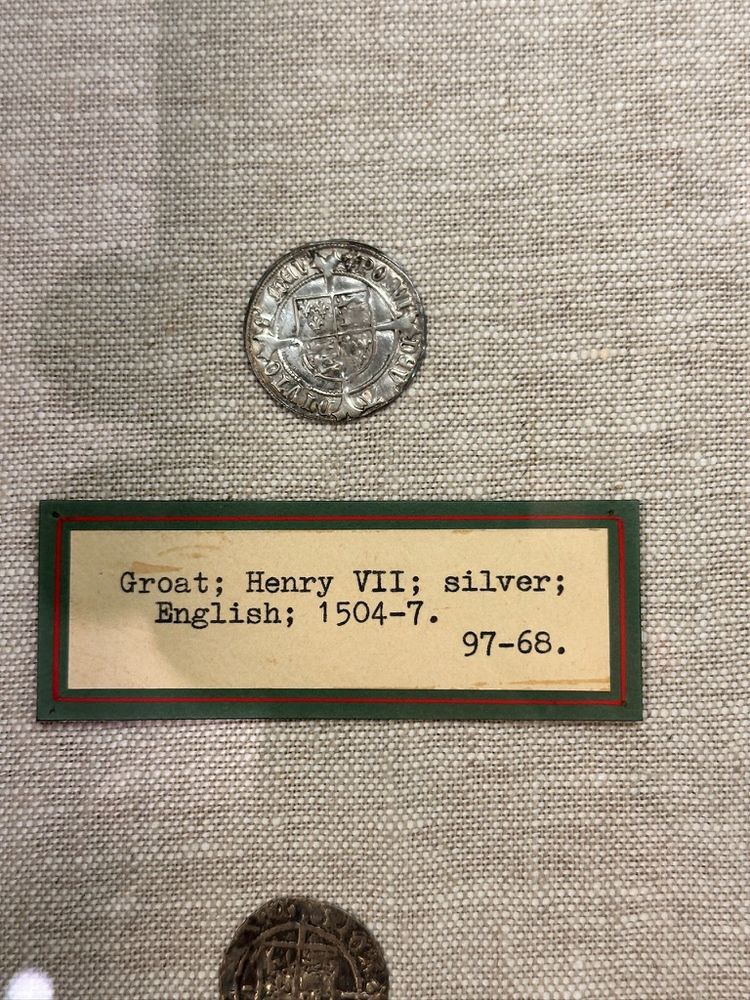 Groat; Henry VII; silver;
English; 1504-7.
97-68.